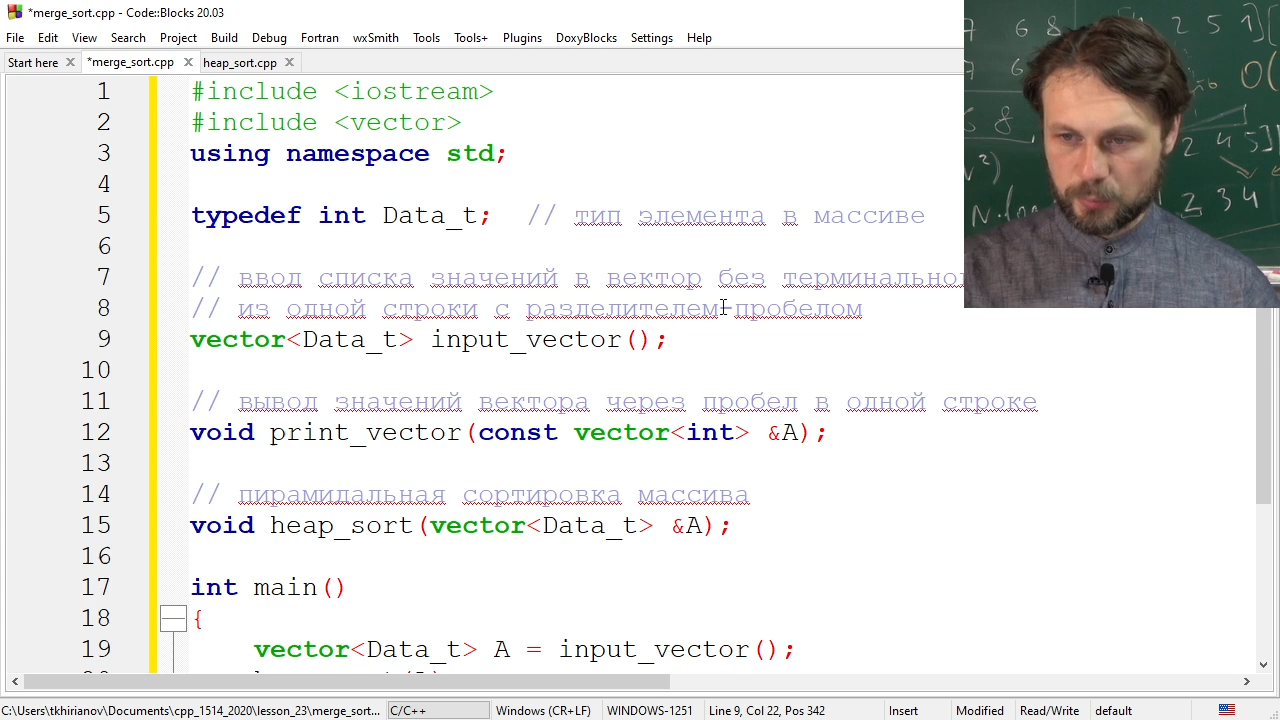 *merge_sort.cpp - Code::Blocks 20.03
File Edit View Search Project Build Debug Fortran wxSmith Tools Tools+ Plugins DoxyBlocks Settings Help
Start here *merge_sort.cpp heap_sort.cpp
1 #include <iostream>
2 #include <vector>
3 using namespace std;
4
5 typedef int Data_t; // тип элемента в массиве
6
7 // ввод списка значений в вектор без
8 // из одной строки с разделителем-пробелом
9 vector<Data_t> input_vector();
10
11 // вывод значений вектора через пробел в одной строке
12 void print_vector(const vector<int> &A);
13
14 // пирамидальная сортировка массива
15 void heap_sort(vector<Data_t> &A);
16
17 int main()
18 {
19 vector<Data_t> A = input_vector();
C:\Users\tkhirianov\Documents\cpp_1514_2020\lesson_23\merge_sort... C/C++ Windows (CR+LF) WINDOWS-1251 Line 9, Col 22, Pos 342 Insert Modified Read/Write default